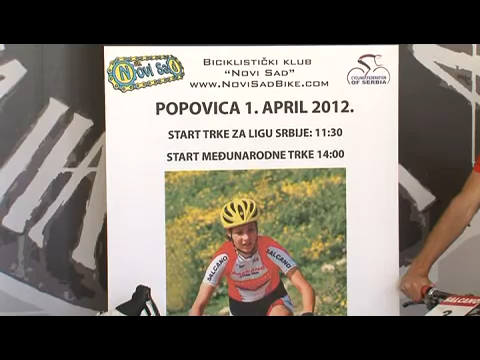 Novi Sad
Biciklistički klub
"Novi Sad"
www.NoviSadBike.com
CYCLING FEDERATION
OF SERBIA
POPOVICA 1. APRIL 2012.
START TRKE ZA LIGU SRBIJE: 11:30
START MEĐUNARODNE TRKE 14:00
SALCANO
SALCANO
SALCANO